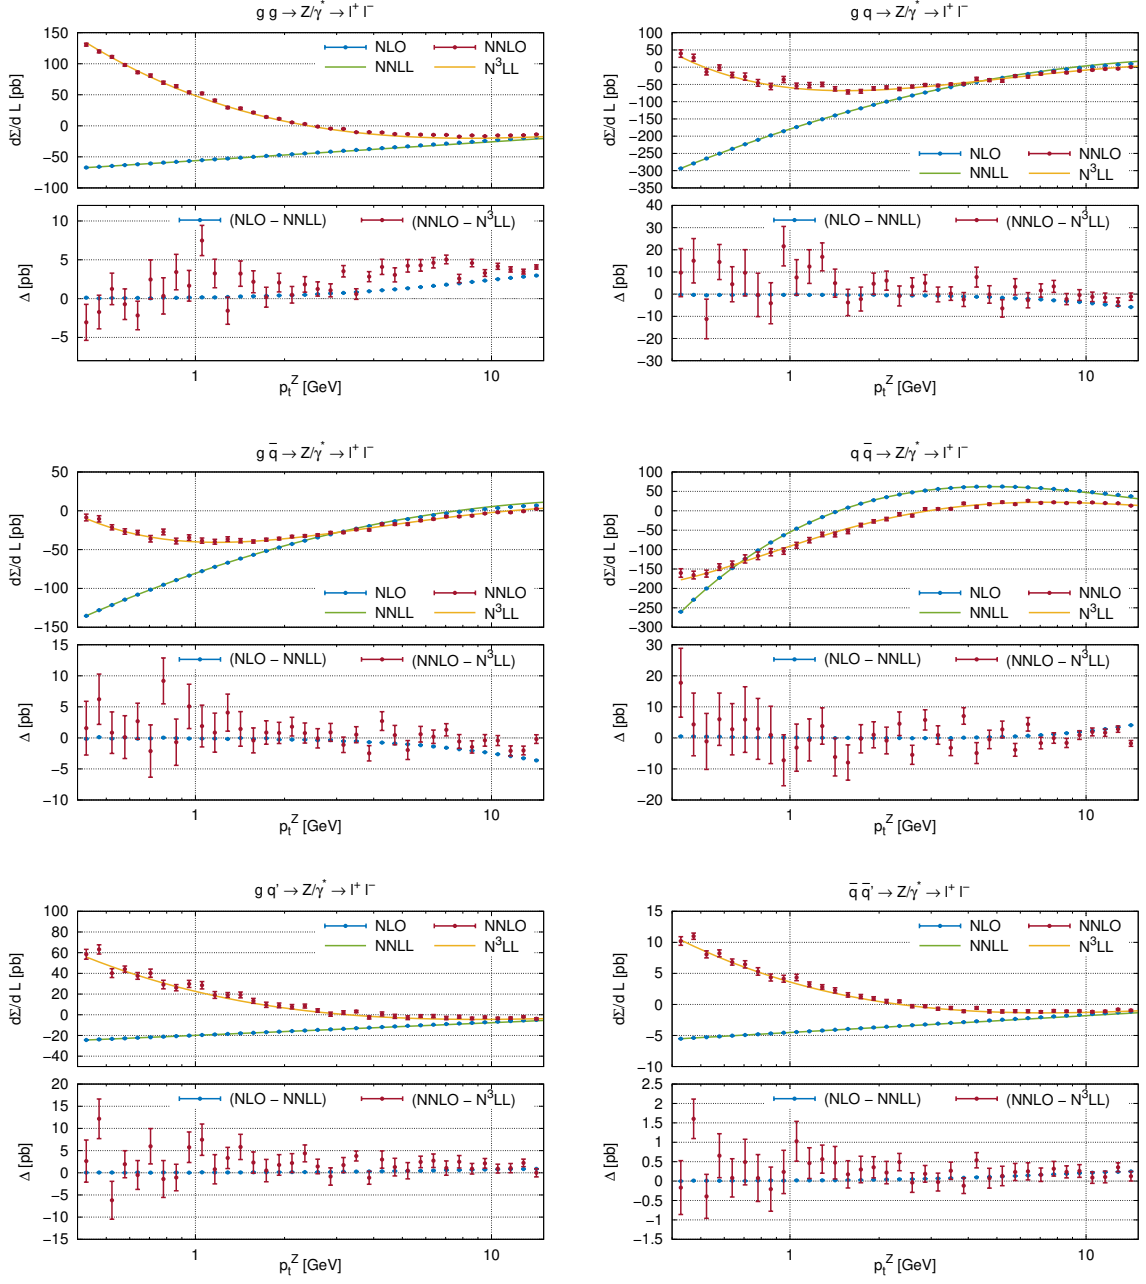 g g → Z/γ* → l+ l−
150
100
50
0
−50
−100
dΣ/d L [pb]
NLO
NNLL
NNLO
N³LL
10
5
0
−5
Δ [pb]
(NLO − NNLL)
(NNLO − N³LL)
1
10
p_t^Z [GeV]
g q → Z/γ* → l+ l−
100
50
0
−50
−100
−150
−200
−250
−300
−350
dΣ/d L [pb]
NLO
NNLL
NNLO
N³LL
40
30
20
10
0
−10
−20
−30
Δ [pb]
(NLO − NNLL)
(NNLO − N³LL)
1
10
p_t^Z [GeV]
g q̄ → Z/γ* → l+ l−
50
0
−50
−100
−150
dΣ/d L [pb]
NLO
NNLL
NNLO
N³LL
15
10
5
0
−5
−10
Δ [pb]
(NLO − NNLL)
(NNLO − N³LL)
1
10
p_t^Z [GeV]
q q̄ → Z/γ* → l+ l−
100
50
0
−50
−100
−150
−200
−250
−300
dΣ/d L [pb]
NLO
NNLL
NNLO
N³LL
30
20
10
0
−10
−20
Δ [pb]
(NLO − NNLL)
(NNLO − N³LL)
1
10
p_t^Z [GeV]
q q' → Z/γ* → l+ l−
100
80
60
40
20
0
−20
−40
dΣ/d L [pb]
NLO
NNLL
NNLO
N³LL
20
15
10
5
0
−5
−10
−15
Δ [pb]
(NLO − NNLL)
(NNLO − N³LL)
1
10
p_t^Z [GeV]
q̄ q̄' → Z/γ* → l+ l−
15
10
5
0
−5
−10
dΣ/d L [pb]
NLO
NNLL
NNLO
N³LL
2.5
2
1.5
1
0.5
0
−0.5
−1
−1.5
Δ [pb]
(NLO − NNLL)
(NNLO − N³LL)
1
10
p_t^Z [GeV]